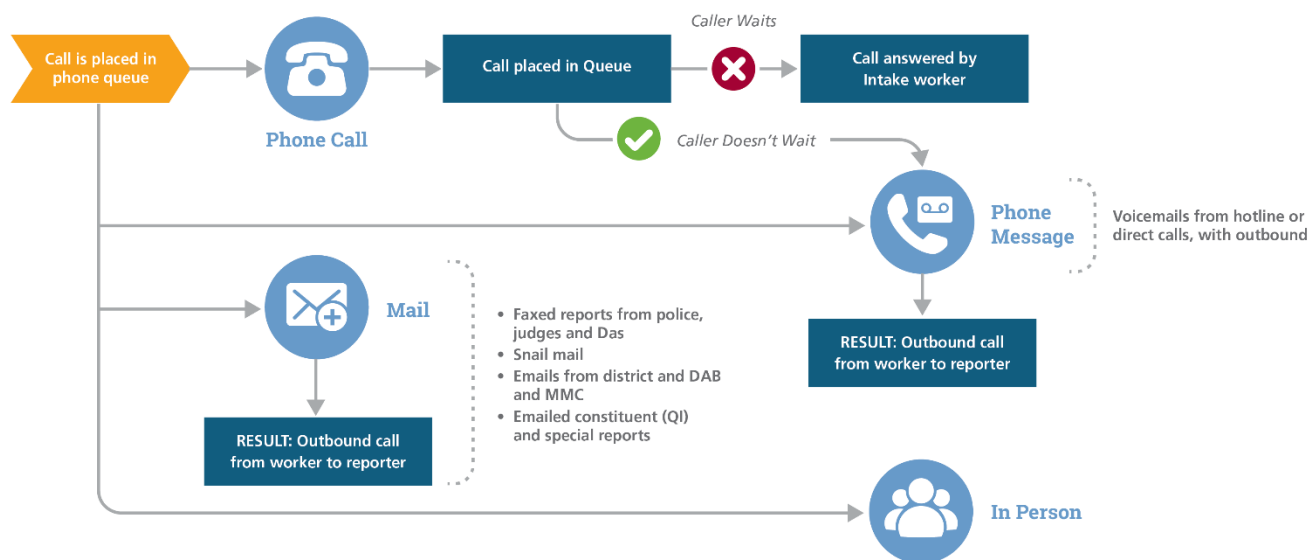 Caller Waits
Call is placed in
phone queue
Call placed in Queue
Call answered by
Intake worker
Phone Call
Caller Doesn't Wait
Phone
Message
Voicemails from hotline or
direct calls, with outbound
Mail
• Faxed reports from police,
judges and Das
• Snail mail
• Emails from district and DAB
and MMC
• Emailed constituent (QI)
and special reports
RESULT: Outbound call
from worker to reporter
RESULT: Outbound call
from worker to reporter
In Person